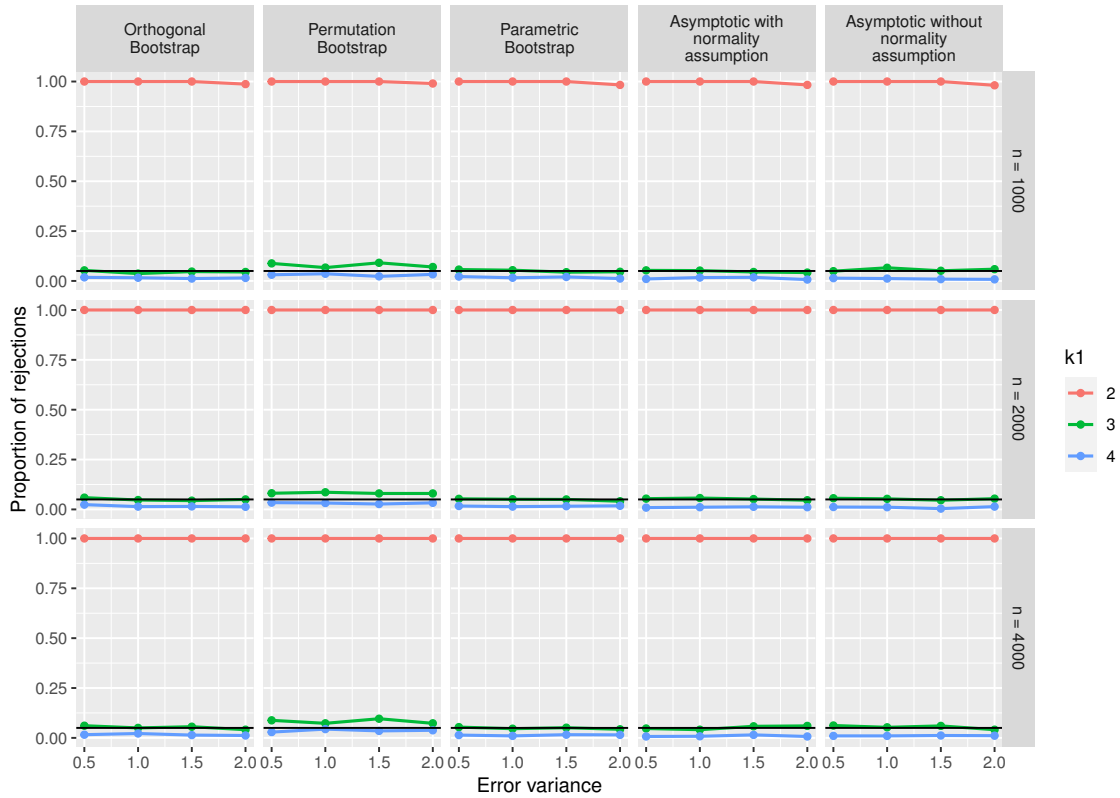 Orthogonal
Bootstrap
Permutation
Bootstrap
Parametric
Bootstrap
Asymptotic with
normality
assumption
Asymptotic without
normality
assumption
1.00
0.75
0.50
0.25
0.00
n = 1000
1.00
0.75
0.50
0.25
0.00
n = 2000
1.00
0.75
0.50
0.25
0.00
n = 4000
Proportion of rejections
0.5 1.0 1.5 2.0 0.5 1.0 1.5 2.0 0.5 1.0 1.5 2.0 0.5 1.0 1.5 2.0 0.5 1.0 1.5 2.0
Error variance
k1
2
3
4